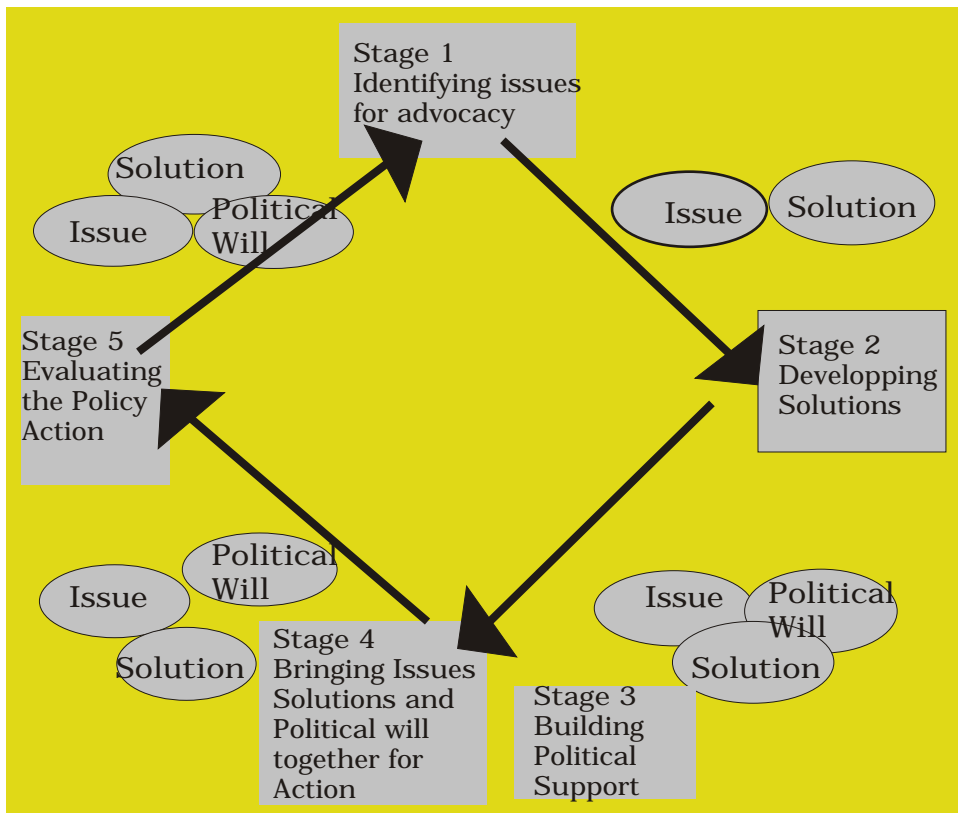 Stage 1
Identifying issues
for advocacy
Solution
Issue
Political
Will
Issue
Solution
Stage 5
Evaluating
the Policy
Action
Stage 2
Developping
Solutions
Political
Will
Issue
Solution
Issue
Political
Will
Solution
Stage 4
Bringing Issues
Solutions and
Political will
together for
Action
Stage 3
Building
Political
Support